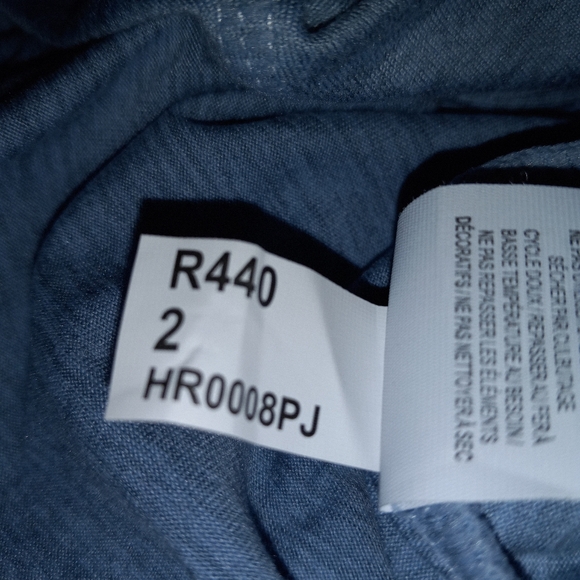 R440
2
HR0008PJ
SÉCHER PAR CULBUTAGE
CYCLE DOUX / REPASSER AU FER À
BASSE TEMPÉRATURE AU BESOIN /
NE PAS REPASSER LES ÉLÉMENTS
DÉCORATIFS / NE PAS NETTOYER À SEC